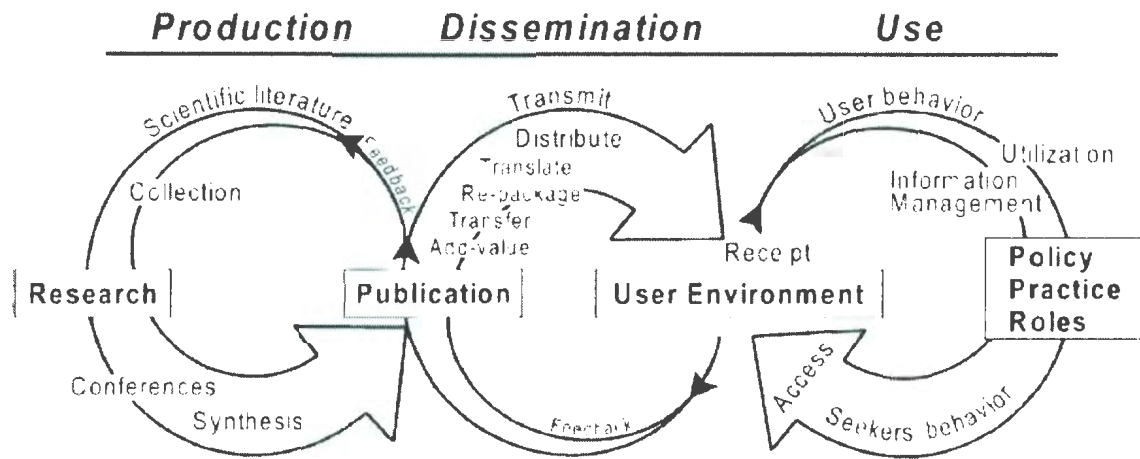 Production Dissemination Use
Scientific literature
Feedback
Collection
Research
Conferences
Synthesis
Transmit
Distribute
Translate
Re-package
Transfer
Add-value
Publication
Feedback
User Environment
Receipt
User behavior
Utilization
Information
Management
Policy
Practice
Roles
Access
Seekers behavior